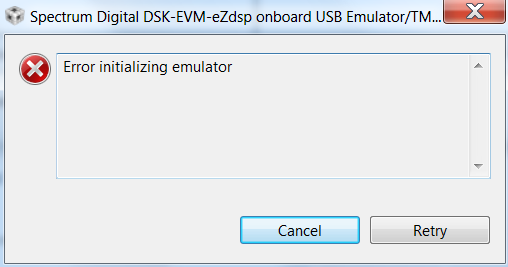 Spectrum Digital DSK-EVM-eZdsp onboard USB Emulator/TM...
Error initializing emulator
Cancel
Retry